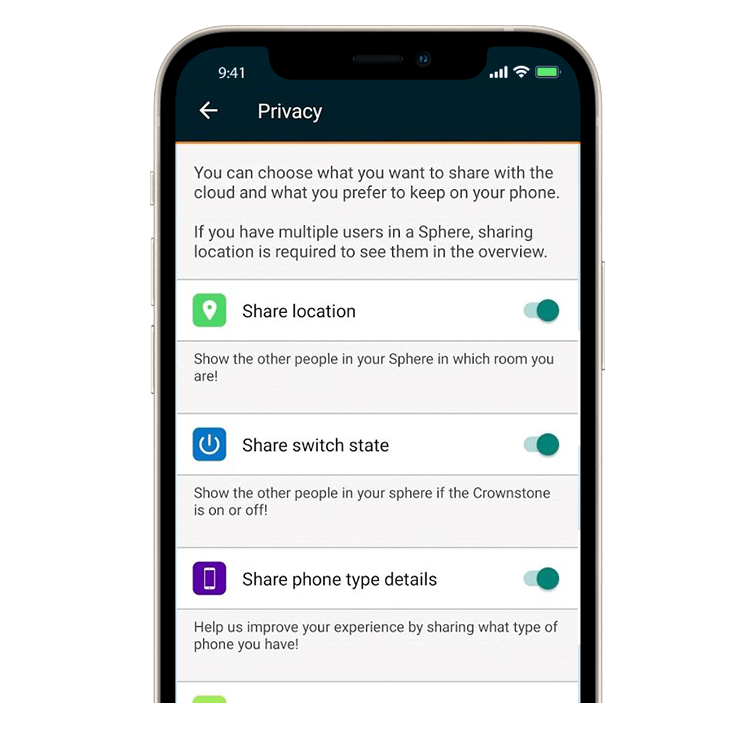 9:41
Privacy
You can choose what you want to share with the
cloud and what you prefer to keep on your phone.
If you have multiple users in a Sphere, sharing
location is required to see them in the overview.
Share location
Show the other people in your Sphere in which room you
are!
Share switch state
Show the other people in your sphere if the Crownstone
is on or off!
Share phone type details
Help us improve your experience by sharing what type of
phone you have!